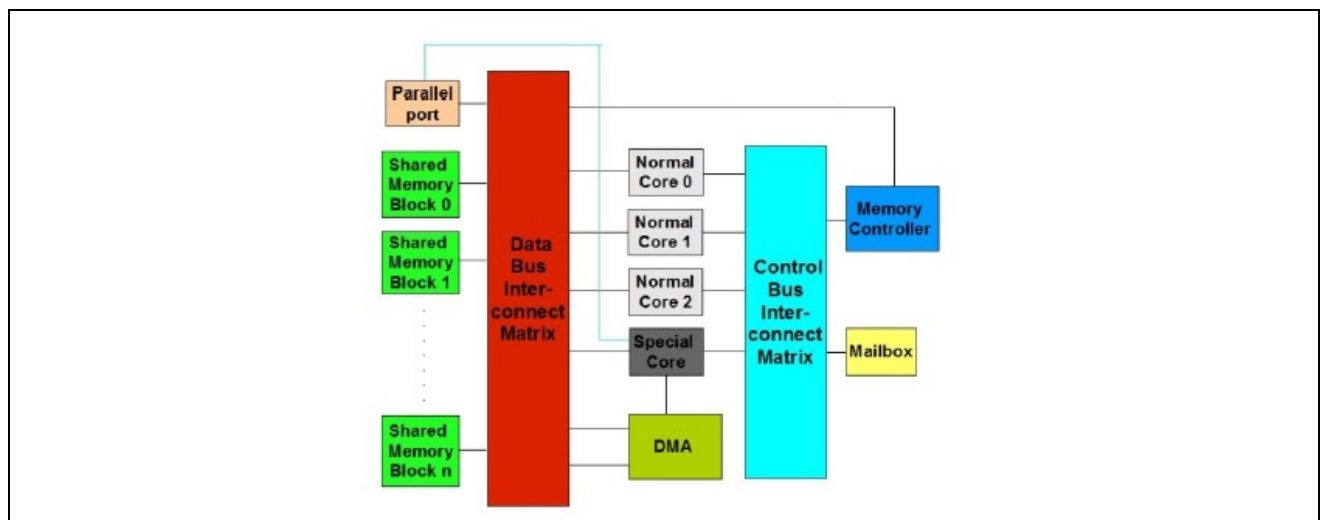 Parallel
port
Shared
Memory
Block 0
Shared
Memory
Block 1
Shared
Memory
Block n
Data
Bus
Inter-
connect
Matrix
Normal
Core 0
Normal
Core 1
Normal
Core 2
Special
Core
DMA
Control
Bus
Inter-
connect
Matrix
Memory
Controller
Mailbox